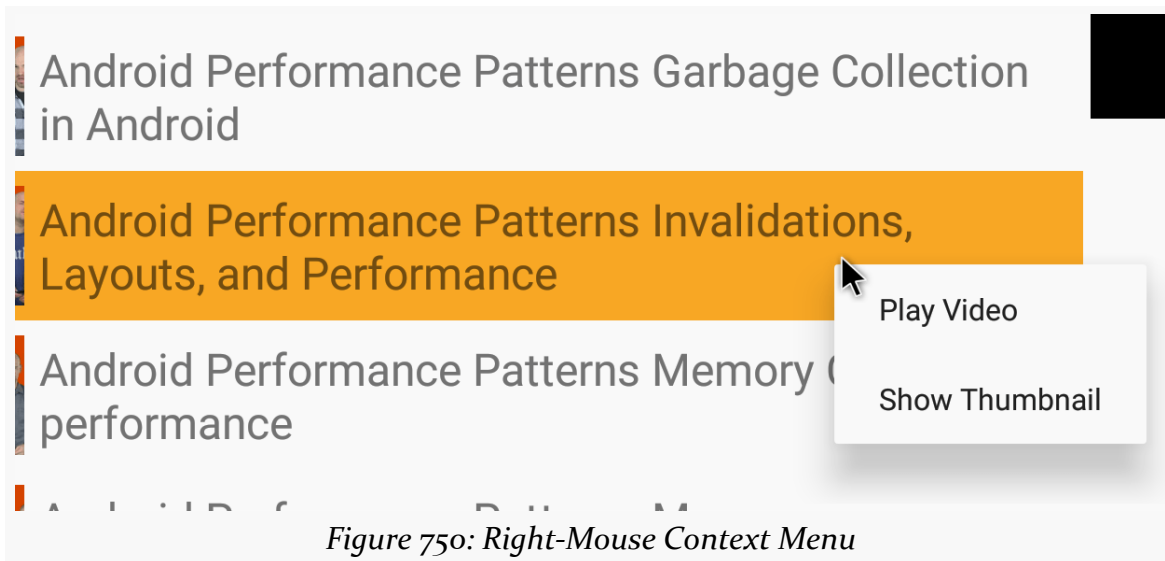 Android Performance Patterns Garbage Collection
in Android
Android Performance Patterns Invalidations,
Layouts, and Performance
Play Video
Android Performance Patterns Memory
performance
Show Thumbnail
Figure 750: Right-Mouse Context Menu